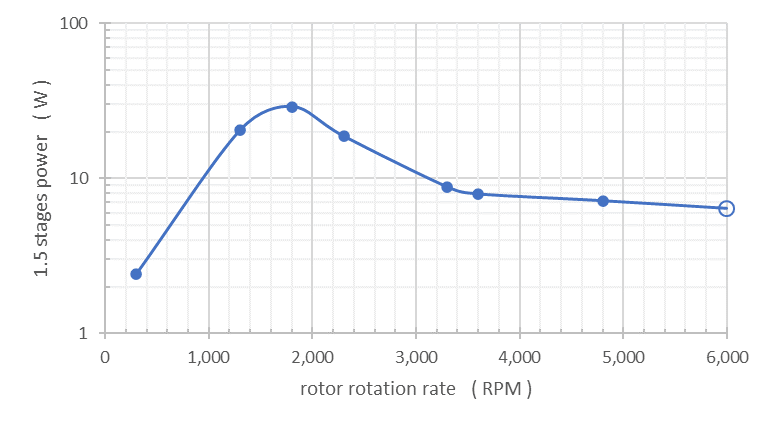 100
10
1
1.5 stages power ( W )
0 1,000 2,000 3,000 4,000 5,000 6,000
rotor rotation rate ( RPM )